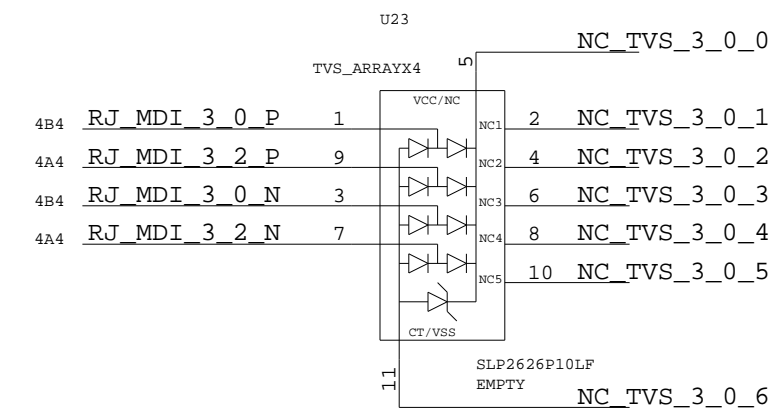 U23
NC_TVS_3_0_0
5
TVS_ARRAYX4
VCC/NC
4B4 RJ_MDI_3_0_P 1 NC1 2 NC_TVS_3_0_1
4A4 RJ_MDI_3_2_P 9 NC2 4 NC_TVS_3_0_2
4B4 RJ_MDI_3_0_N 3 NC3 6 NC_TVS_3_0_3
4A4 RJ_MDI_3_2_N 7 NC4 8 NC_TVS_3_0_4
NC5 10 NC_TVS_3_0_5
CT/VSS
11
SLP2626P10LF
EMPTY
NC_TVS_3_0_6